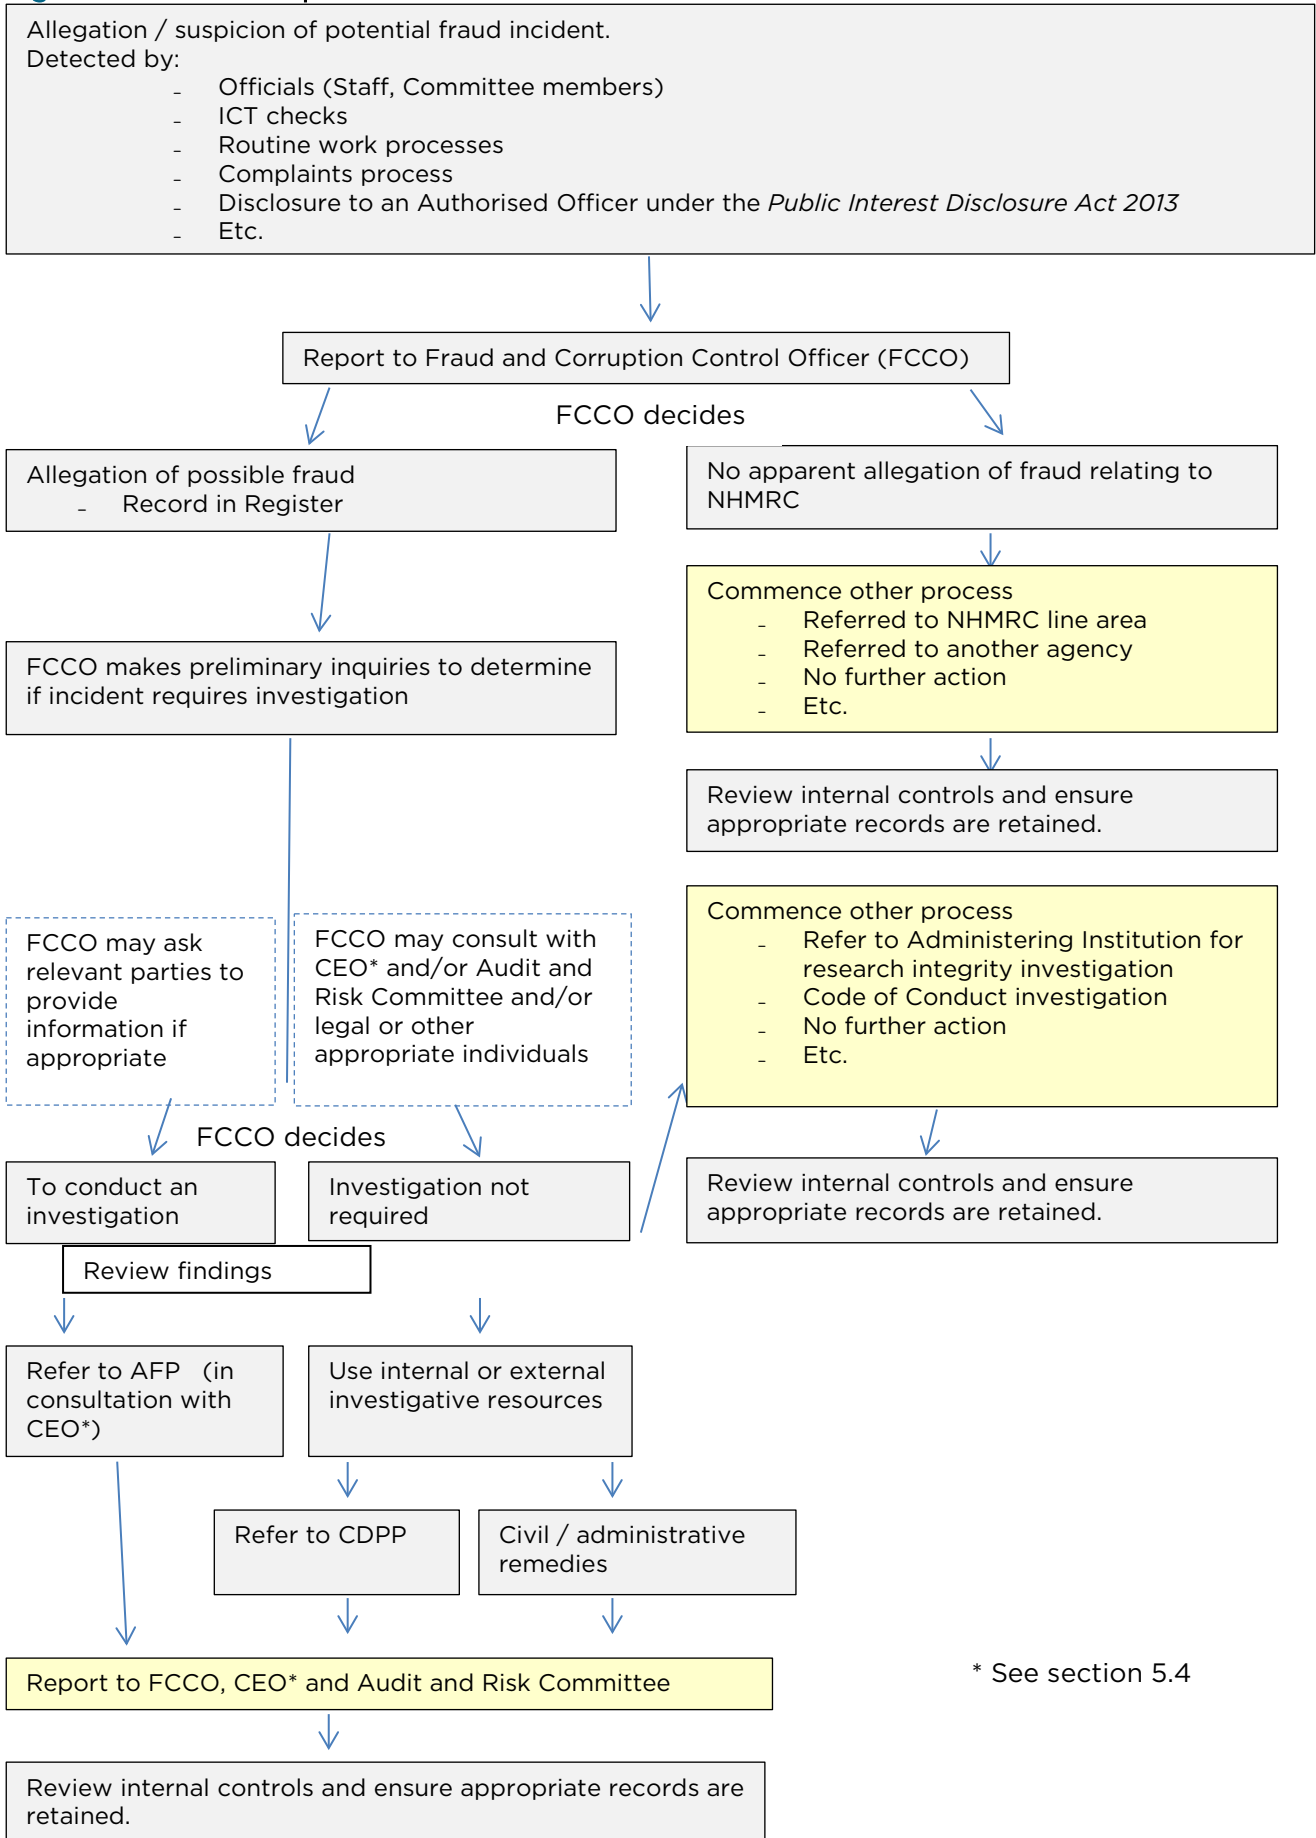 Allegation / suspicion of potential fraud incident.
Detected by:
- Officials (Staff, Committee members)
- ICT checks
- Routine work processes
- Complaints process
- Disclosure to an Authorised Officer under the Public Interest Disclosure Act 2013
- Etc.
Report to Fraud and Corruption Control Officer (FCCO)
FCCO decides
Allegation of possible fraud
- Record in Register
No apparent allegation of fraud relating to
NHMRC
Commence other process
- Referred to NHMRC line area
- Referred to another agency
- No further action
- Etc.
FCCO makes preliminary inquiries to determine
if incident requires investigation
Review internal controls and ensure
appropriate records are retained.
FCCO may ask
relevant parties to
provide
information if
appropriate
FCCO may consult with
CEO* and/or Audit and
Risk Committee and/or
legal or other
appropriate individuals
Commence other process
- Refer to Administering Institution for
research integrity investigation
- Code of Conduct investigation
- No further action
- Etc.
FCCO decides
To conduct an
investigation
Investigation not
required
Review internal controls and ensure
appropriate records are retained.
Review findings
Refer to AFP (in
consultation with
CEO*)
Use internal or external
investigative resources
Refer to CDPP
Civil / administrative
remedies
Report to FCCO, CEO* and Audit and Risk Committee
* See section 5.4
Review internal controls and ensure appropriate records are
retained.